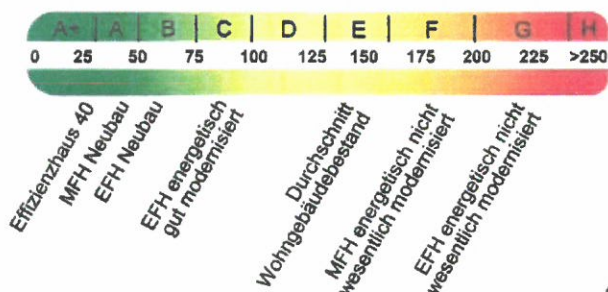 A+ A B C D E F G H
0 25 50 75 100 125 150 175 200 225 >250
Effizienzhaus 40
MFH Neubau
EFH Neubau
EFH energetisch
gut modernisiert
Durchschnitt
Wohngebäudebestand
MFH energetisch nicht
wesentlich modernisiert
EFH energetisch nicht
wesentlich modernisiert